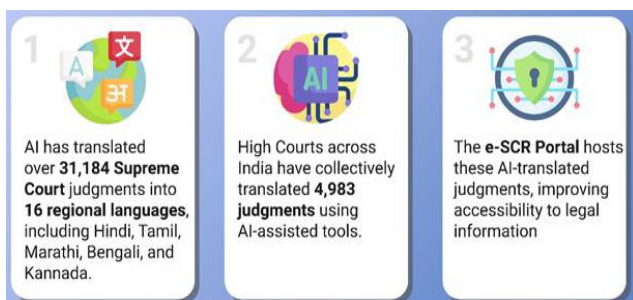 1
A
文
अ
AI has translated
over 31,184 Supreme
Court judgments into
16 regional languages,
including Hindi, Tamil,
Marathi, Bengali, and
Kannada.
2
AI
High Courts across
India have collectively
translated 4,983
judgments using
AI-assisted tools.
3
The e-SCR Portal hosts
these AI-translated
judgments, improving
accessibility to legal
information